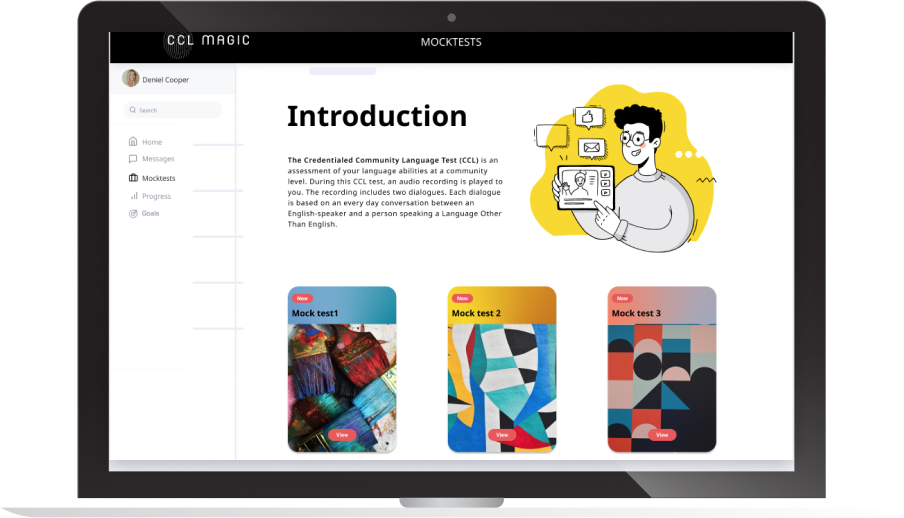 CCL MAGIC
MOCKTESTS
Deniel Cooper
Search
Home
Messages
Mocktests
Progress
Goals
Introduction
The Credentialed Community Language Test (CCL) is an
assessment of your language abilities at a community
level. During this CCL test, an audio recording is played to
you. The recording includes two dialogues. Each dialogue
is based on an every day conversation between an
English-speaker and a person speaking a Language Other
Than English.
New
Mock test1
View
New
Mock test 2
View
New
Mock test 3
View